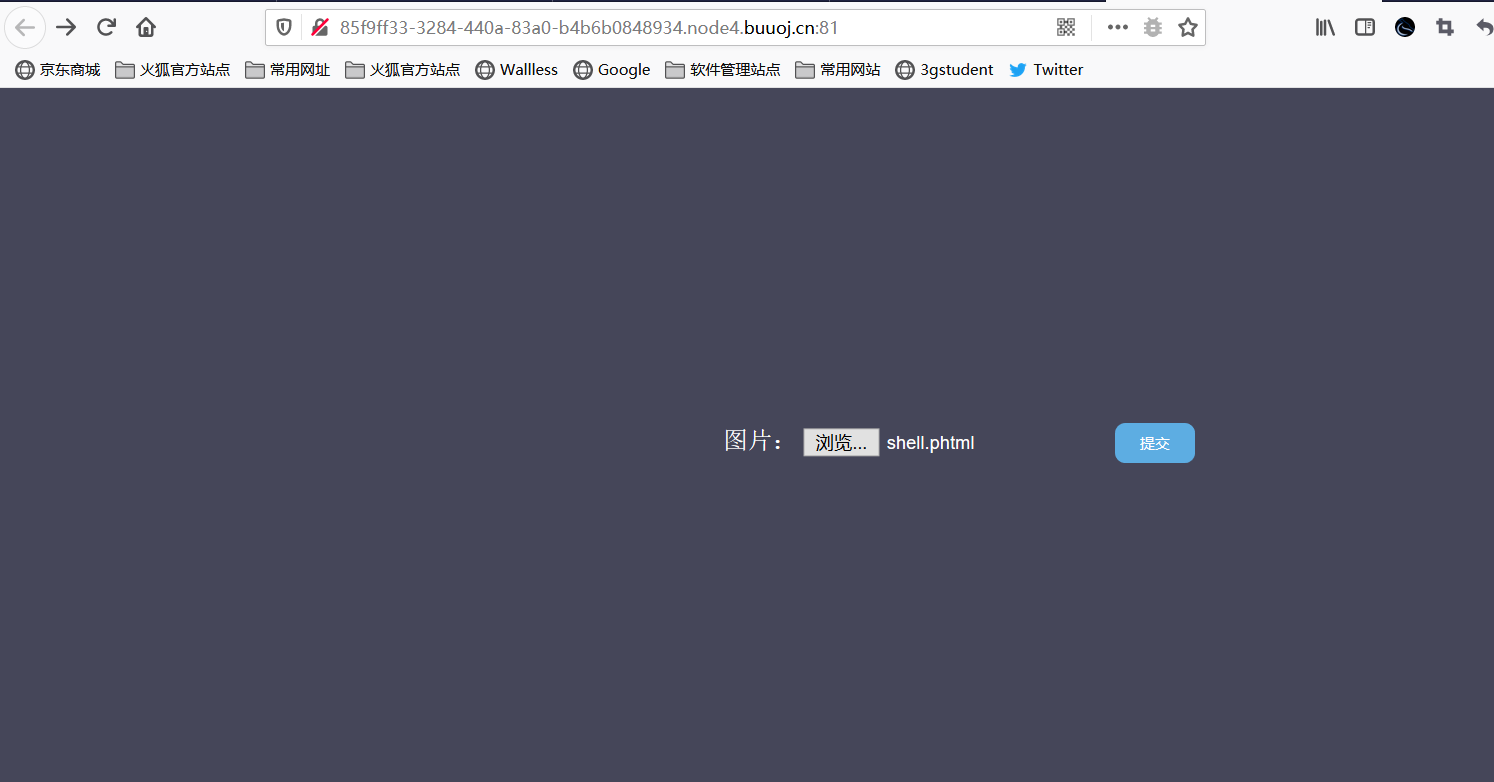 85f9ff33-3284-440a-83a0-b4b6b0848934.node4.buuoj.cn:81
京东商城 火狐官方站点 常用网址 火狐官方站点 Wallless Google 软件管理站点 常用网站 3gstudent Twitter
图片： 浏览... shell.phtml 提交